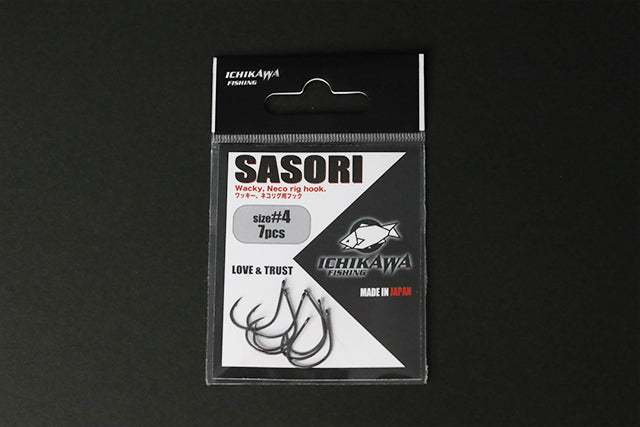 ICHIKAWA
FISHING
SASORI
Wacky, Neco rig hook.
ワッキー、ネコリグ用フック
size#4
7pcs
LOVE & TRUST
ICHIKAWA
FISHING
MADE IN JAPAN